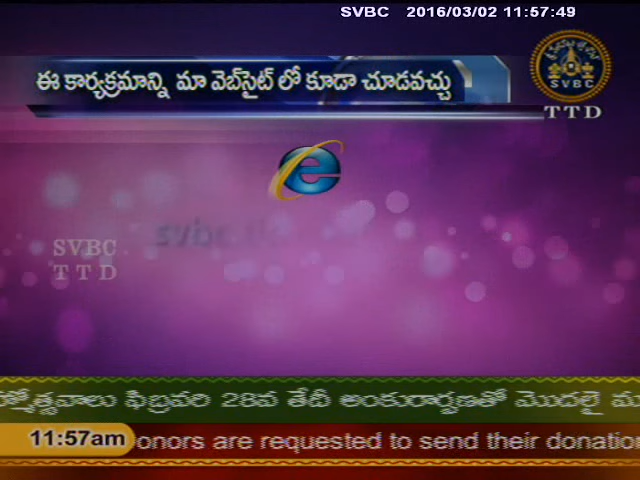 SVBC 2016/03/02 11:57:49
ఈ కార్యక్రమాన్ని మా వెబ్‌సైట్ లో కూడా చూడవచ్చు
SVBC
TTD
SVBC
TTD
ఫిబ్రవరి 28వ తేదీ అంకురార్పణతో మొదలై
11:57am onors are requested to send their donation